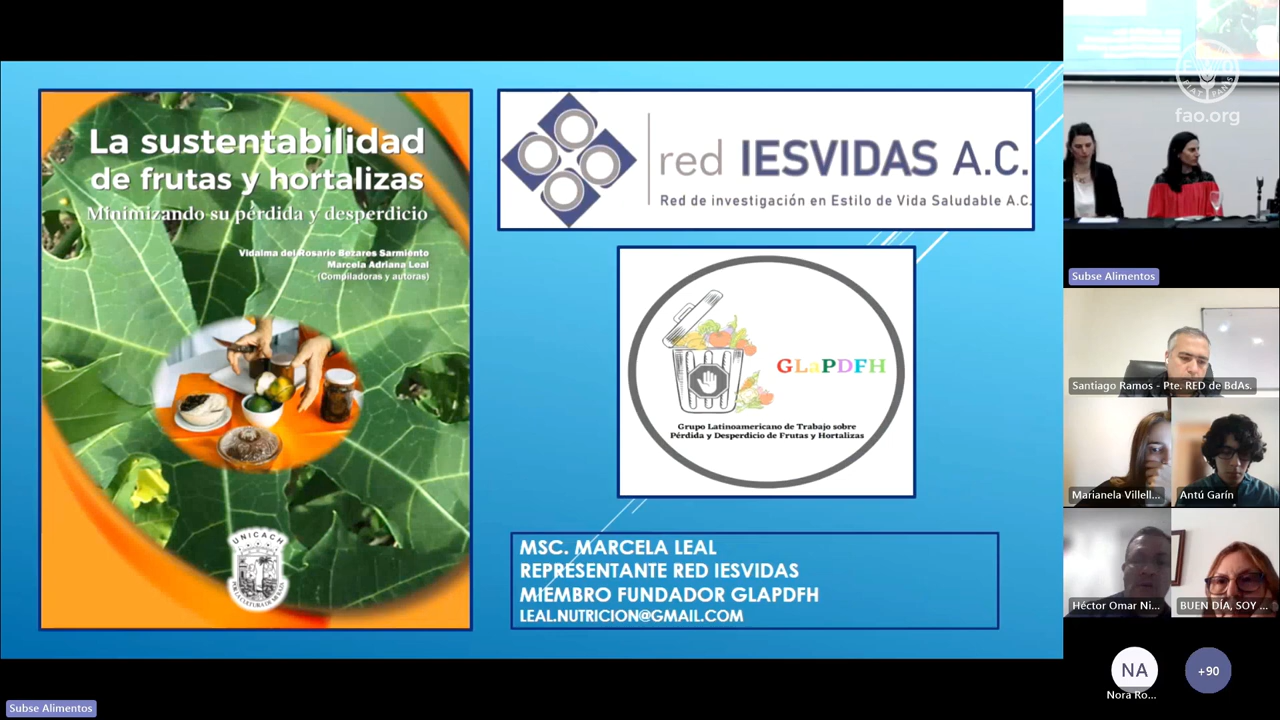 La sustentabilidad
de frutas y hortalizas
Minimizando su pérdida y desperdicio
Vidalma del Rosario Bezares Sarmiento
Marcela Adriana Leal
(Compiladoras y autoras)
UNICACH
red IESVIDAS A.C.
Red de investigación en Estilo de Vida Saludable A.C.
GLaPDFH
Grupo Latinoamericano de Trabajo sobre
Pérdida y Desperdicio de Frutas y Hortalizas
MSC. MARCELA LEAL
REPRESENTANTE RED IESVIDAS
MIEMBRO FUNDADOR GLAPDFH
LEAL.NUTRICION@GMAIL.COM
Subse Alimentos
fao.org
Subse Alimentos
Santiago Ramos - Pte. RED de BdAs.
Marianela Villell...
Antú Garín
Héctor Omar Ni...
BUEN DÍA, SOY ...
NA
Nora Ro...
+90